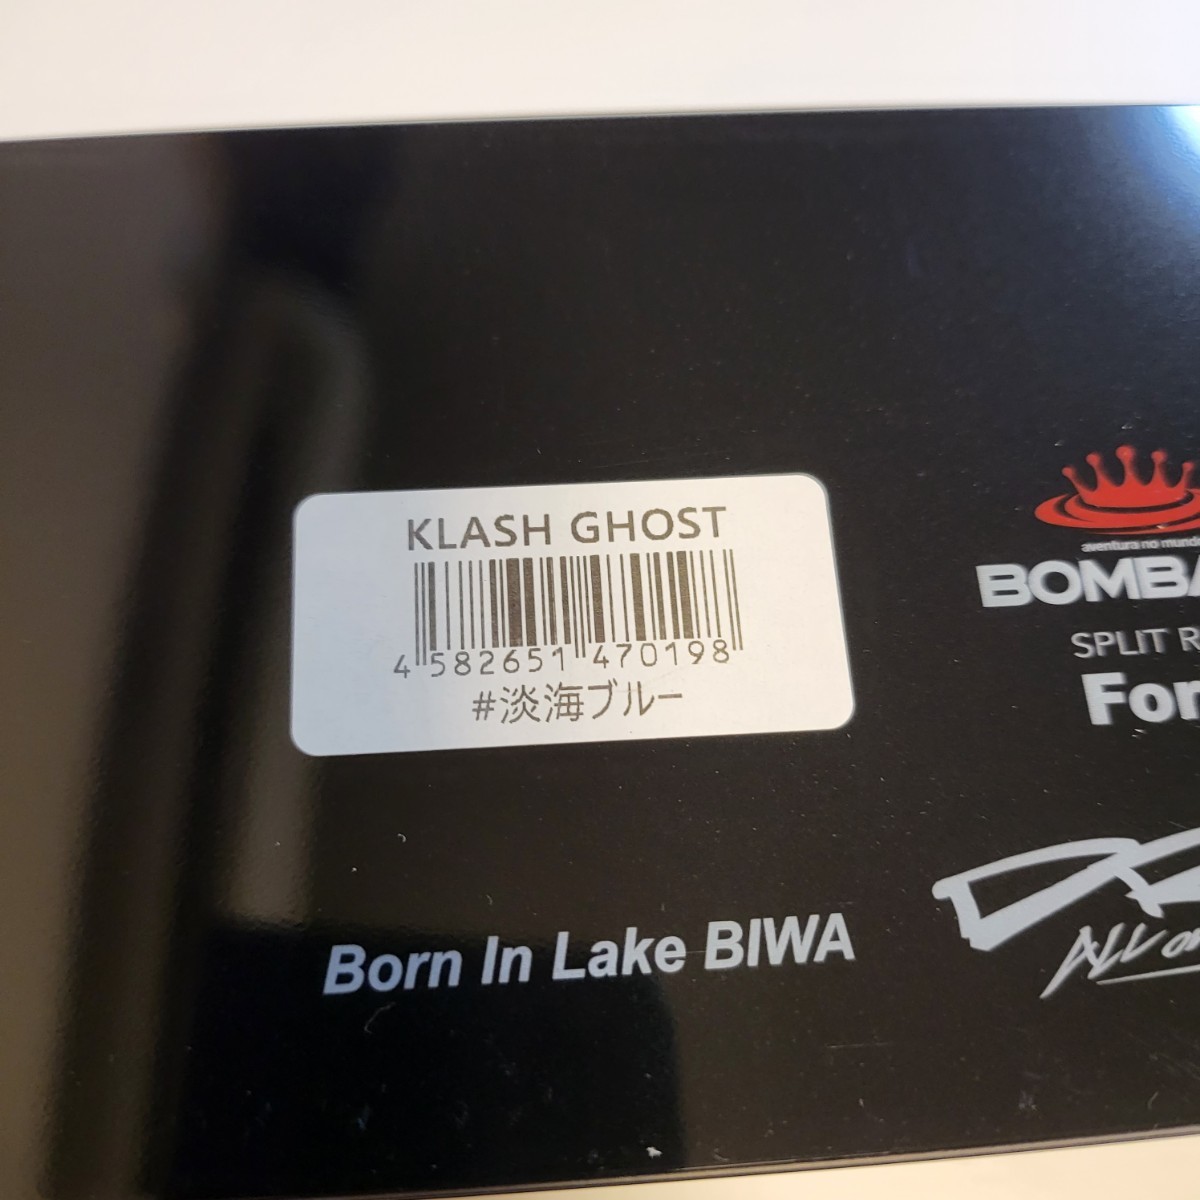 KLASH GHOST
4 582651 470198
#淡海ブルー
aventura no
BOMBA
SPLIT R
For
ALL
Born In Lake BIWA